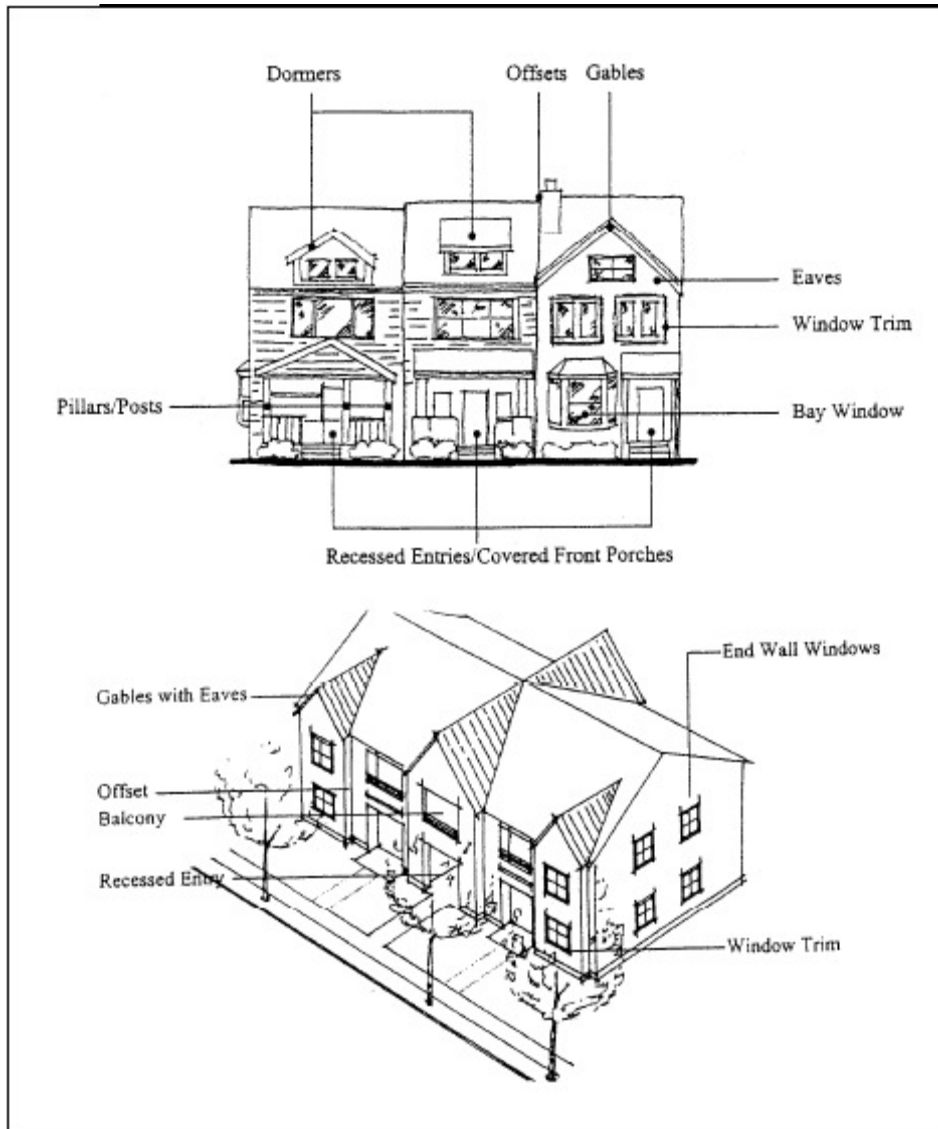 Dormers
Offsets
Gables
Eaves
Window Trim
Pillars/Posts
Bay Window
Recessed Entries/Covered Front Porches
End Wall Windows
Gables with Eaves
Offset
Balcony
Recessed Entry
Window Trim